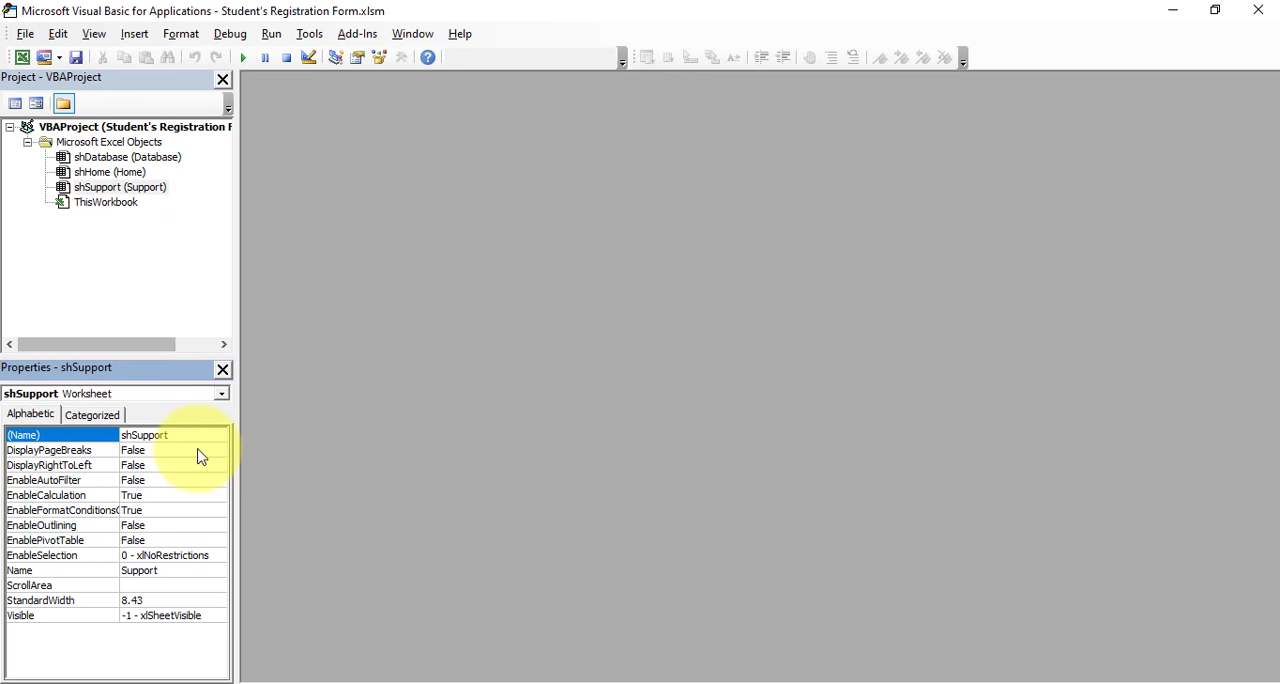 Microsoft Visual Basic for Applications - Student's Registration Form.xlsm
File Edit View Insert Format Debug Run Tools Add-Ins Window Help
Project - VBAProject
VBAProject (Student's Registration F
Microsoft Excel Objects
shDatabase (Database)
shHome (Home)
shSupport (Support)
ThisWorkbook
Properties - shSupport
shSupport Worksheet
Alphabetic Categorized
(Name) shSupport
DisplayPageBreaks False
DisplayRightToLeft False
EnableAutoFilter False
EnableCalculation True
EnableFormatConditionsC True
EnableOutlining False
EnablePivotTable False
EnableSelection 0 - xlNoRestrictions
Name Support
ScrollArea
StandardWidth 8.43
Visible -1 - xlSheetVisible